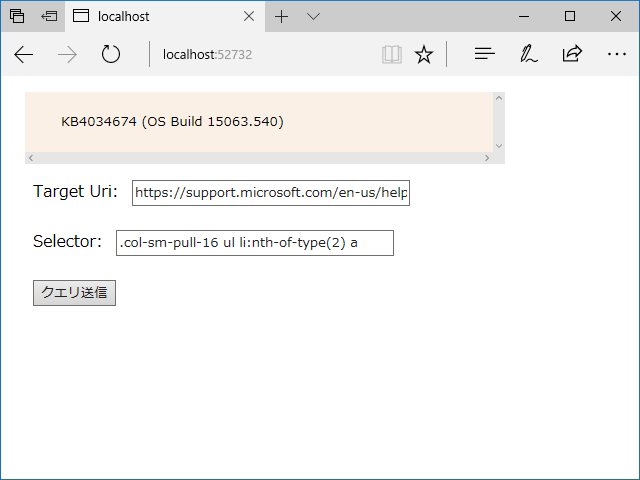 localhost
localhost:52732
KB4034674 (OS Build 15063.540)
Target Uri: https://support.microsoft.com/en-us/help
Selector: .col-sm-pull-16 ul li:nth-of-type(2) a
クエリ送信